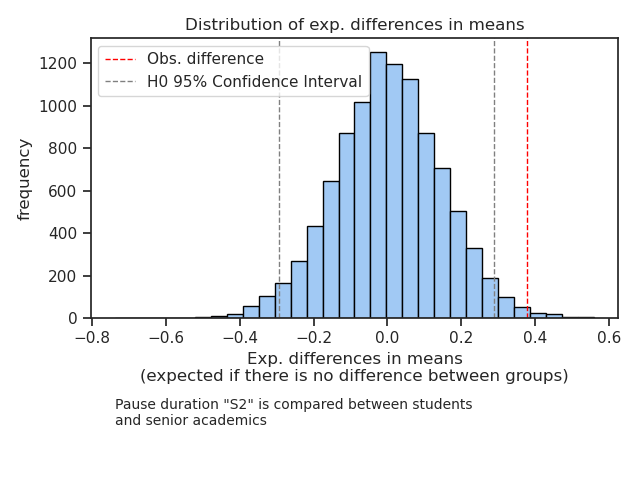 Distribution of exp. differences in means
Obs. difference
H0 95% Confidence Interval
frequency
1200
1000
800
600
400
200
0
−0.8 −0.6 −0.4 −0.2 0.0 0.2 0.4 0.6
Exp. differences in means
(expected if there is no difference between groups)
Pause duration "S2" is compared between students
and senior academics